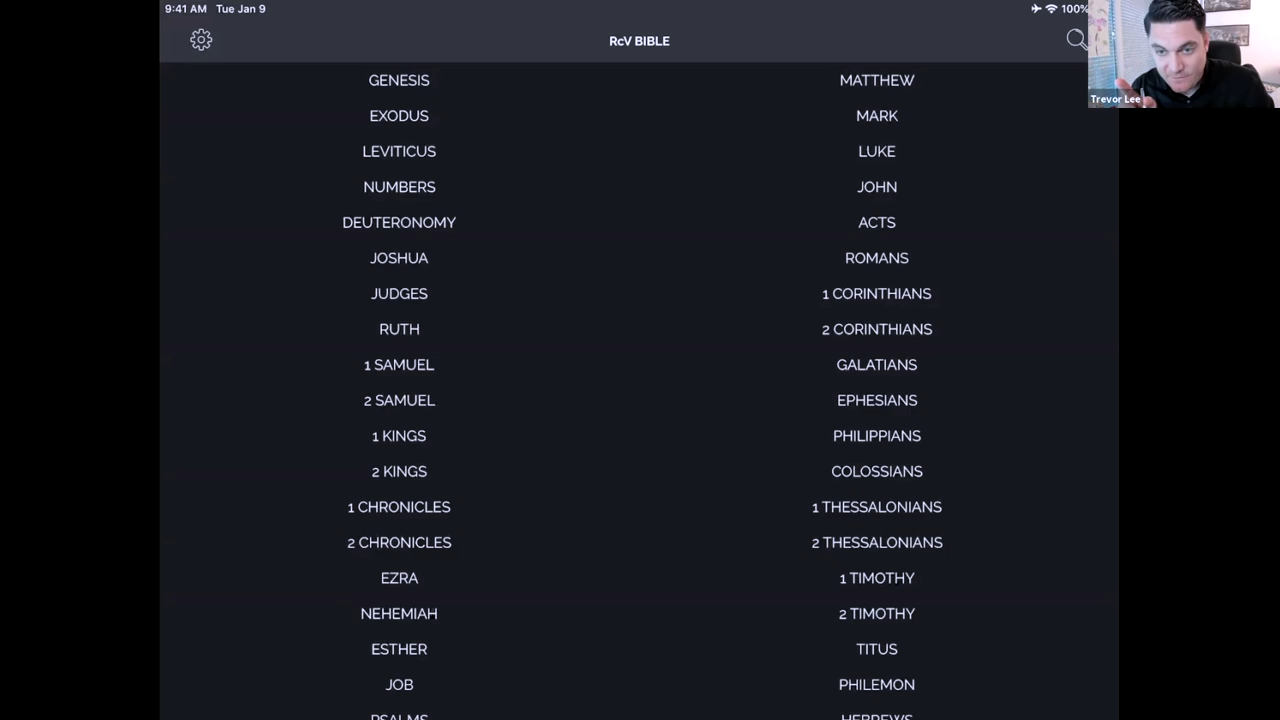 9:41 AM Tue Jan 9
100%
RcV BIBLE
Trevor Lee
GENESIS
EXODUS
LEVITICUS
NUMBERS
DEUTERONOMY
JOSHUA
JUDGES
RUTH
1 SAMUEL
2 SAMUEL
1 KINGS
2 KINGS
1 CHRONICLES
2 CHRONICLES
EZRA
NEHEMIAH
ESTHER
JOB
PSALMS
MATTHEW
MARK
LUKE
JOHN
ACTS
ROMANS
1 CORINTHIANS
2 CORINTHIANS
GALATIANS
EPHESIANS
PHILIPPIANS
COLOSSIANS
1 THESSALONIANS
2 THESSALONIANS
1 TIMOTHY
2 TIMOTHY
TITUS
PHILEMON
HEBREWS